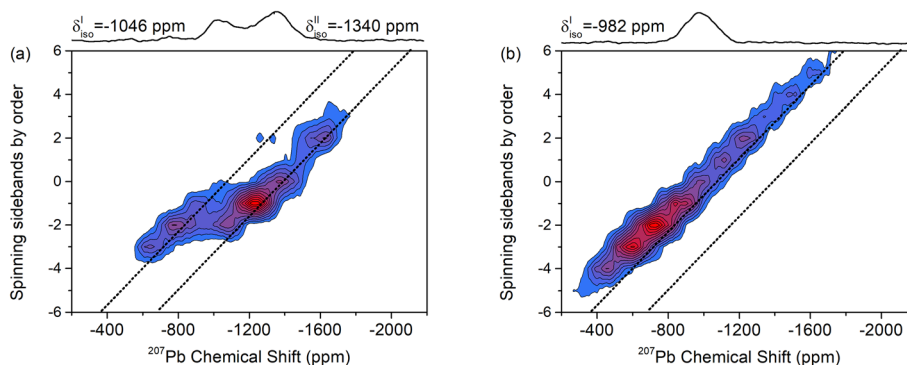 δ^I_iso=-1046 ppm
δ^II_iso=-1340 ppm
(a)
Spinning sidebands by order
6
4
2
0
-2
-4
-6
-400 -800 -1200 -1600 -2000
²⁰⁷Pb Chemical Shift (ppm)
δ^I_iso=-982 ppm
(b)
Spinning sidebands by order
6
4
2
0
-2
-4
-6
-400 -800 -1200 -1600 -2000
²⁰⁷Pb Chemical Shift (ppm)